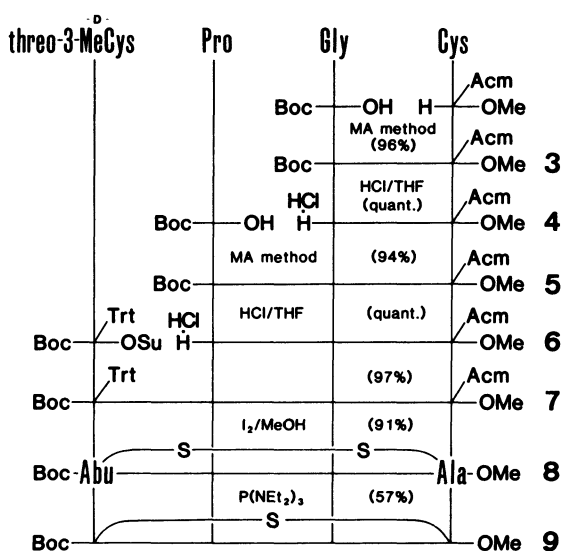 -D-
threo-3-MeCys Pro Gly Cys
Acm
Boc OH H OMe
MA method
(96%)
Acm
Boc OMe 3
HCl/THF
(quant.)
HCl
Acm
Boc OH H OMe 4
MA method (94%)
Acm
Boc OMe 5
HCl/THF (quant.)
Trt HCl Acm
Boc OSu H OMe 6
(97%)
Trt Acm
Boc OMe 7
I₂/MeOH (91%)
S S
Boc-Abu Ala-OMe 8
P(NEt₂)₃ (57%)
S
Boc OMe 9